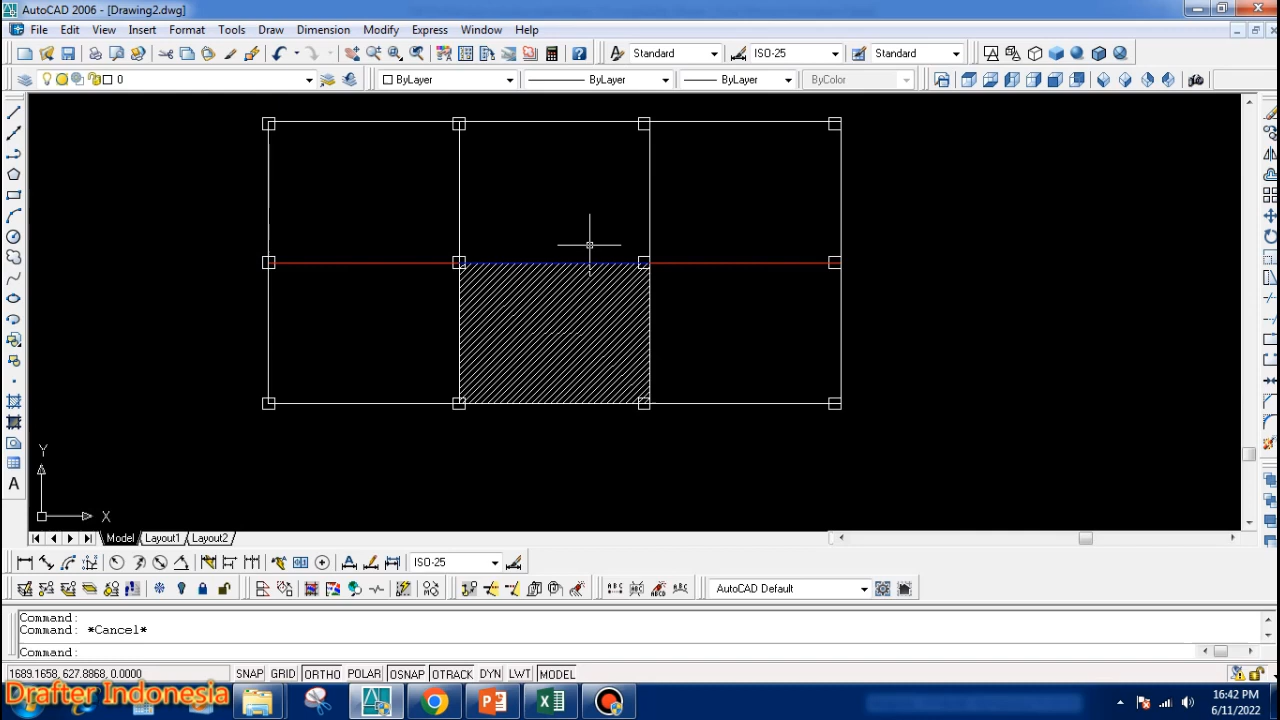 AutoCAD 2006 - [Drawing2.dwg]
File Edit View Insert Format Tools Draw Dimension Modify Express Window Help
Standard ISO-25 Standard
0 ByLayer ByLayer ByLayer ByColor
Y
X
Model Layout1 Layout2
A
ISO-25
AutoCAD Default
Command:
Command: *Cancel*
Command:
1689.1658, 627.8868, 0.0000 SNAP GRID ORTHO POLAR OSNAP OTRACK DYN LWT MODEL
Drafter Indonesia
16:42 PM
6/11/2022